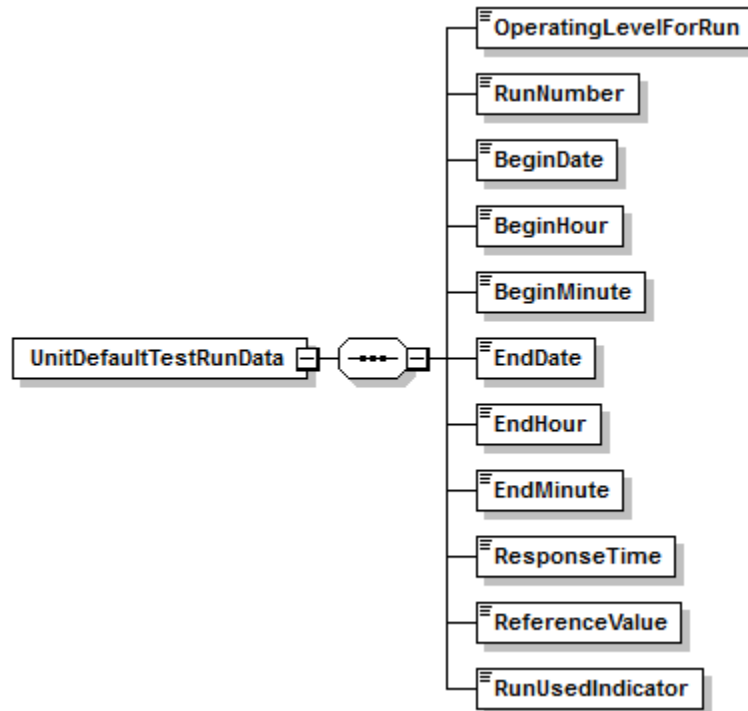 OperatingLevelForRun
RunNumber
BeginDate
BeginHour
BeginMinute
UnitDefaultTestRunData
EndDate
EndHour
EndMinute
ResponseTime
ReferenceValue
RunUsedIndicator